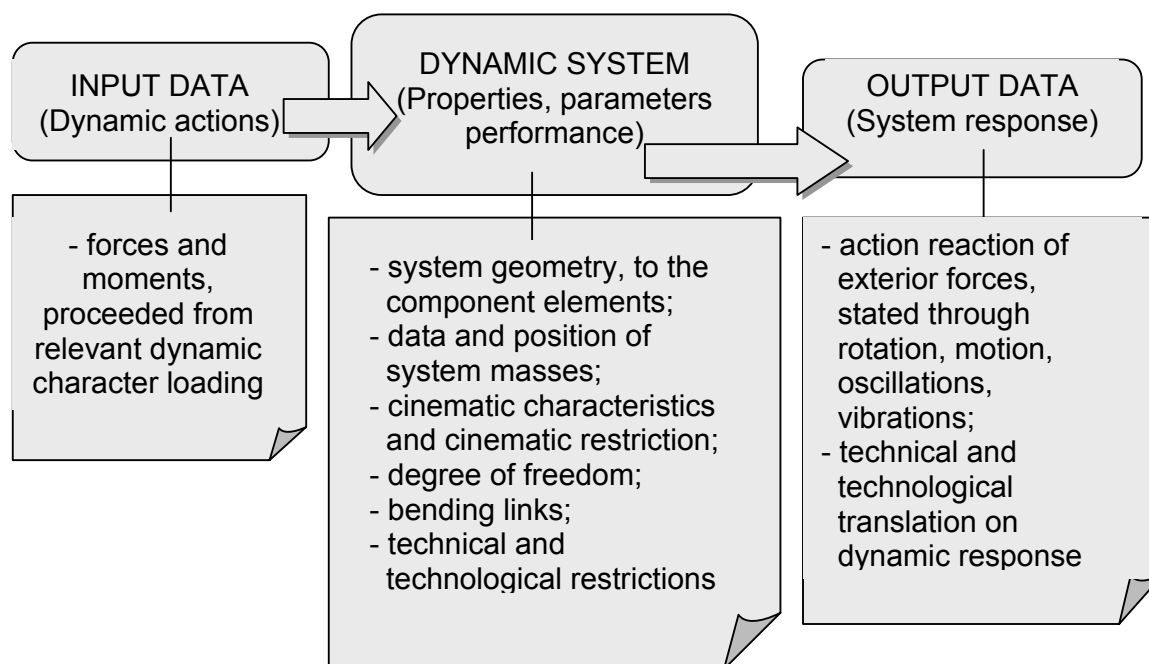 INPUT DATA
(Dynamic actions)
DYNAMIC SYSTEM
(Properties, parameters
performance)
OUTPUT DATA
(System response)
- forces and
moments,
proceeded from
relevant dynamic
character loading
- system geometry, to the
component elements;
- data and position of
system masses;
- cinematic characteristics
and cinematic restriction;
- degree of freedom;
- bending links;
- technical and
technological restrictions
- action reaction of
exterior forces,
stated through
rotation, motion,
oscillations,
vibrations;
- technical and
technological
translation on
dynamic response